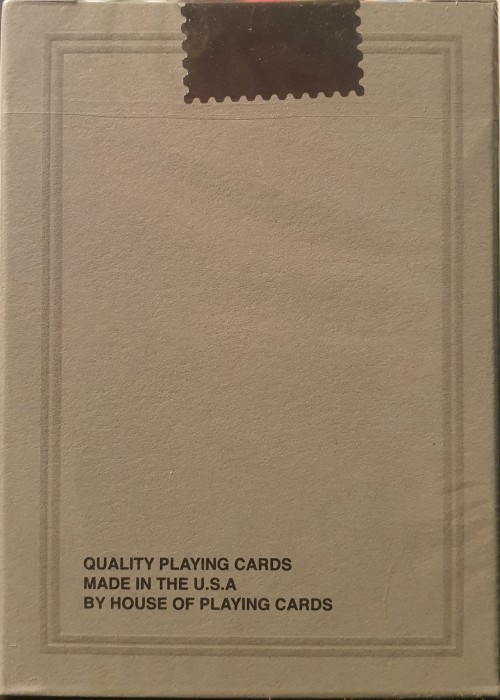 QUALITY PLAYING CARDS
MADE IN THE U.S.A
BY HOUSE OF PLAYING CARDS